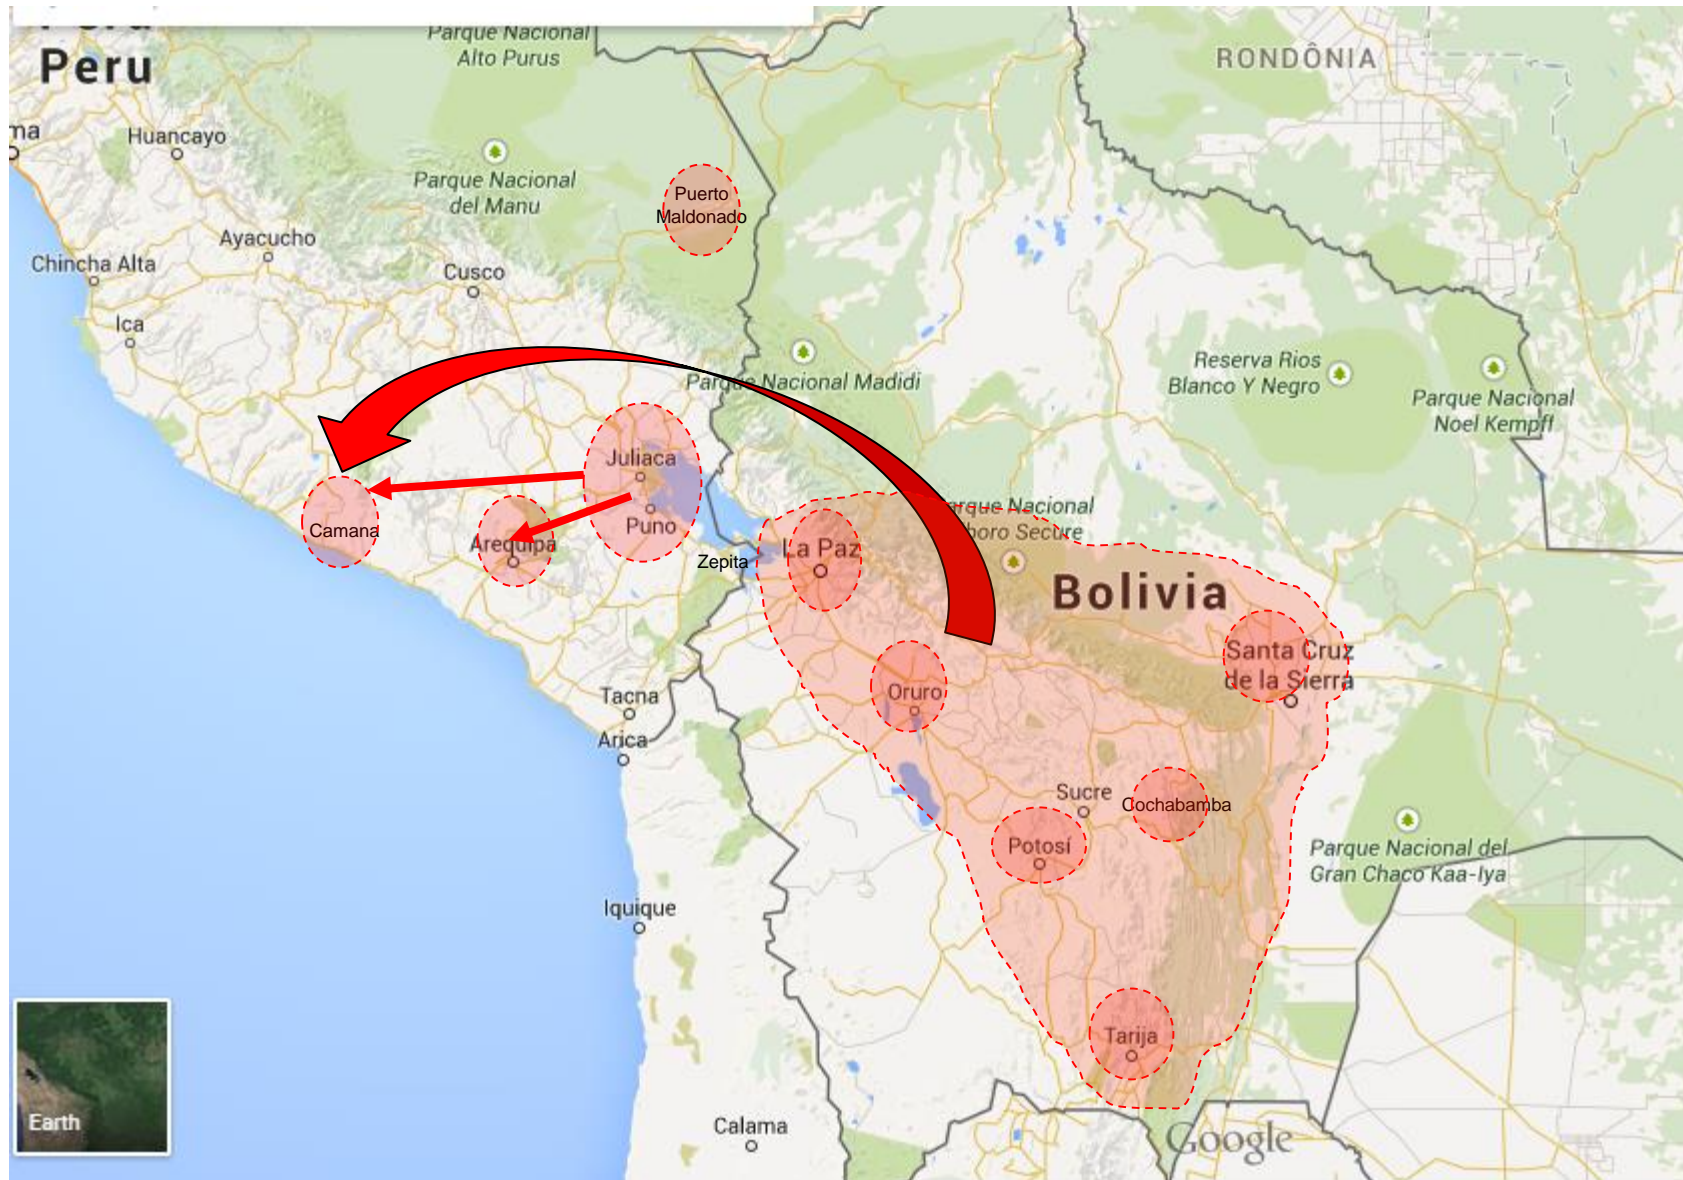 Peru
Parque Nacional
Alto Purus
RONDÔNIA
Huancayo
Parque Nacional
del Manu
Puerto
Maldonado
Ayacucho
Chincha Alta
Cusco
Ica
Parque Nacional Madidi
Reserva Rios
Blanco Y Negro
Parque Nacional
Noel Kempff
Juliaca
Puno
Camana
Arequipa
Zepita
La Paz
Nacional
Secure
Bolivia
Santa Cruz
de la Sierra
Oruro
Tacna
Arica
Sucre
Cochabamba
Potosí
Parque Nacional del
Gran Chaco Kaa-Iya
Iquique
Tarija
Earth
Calama
Google